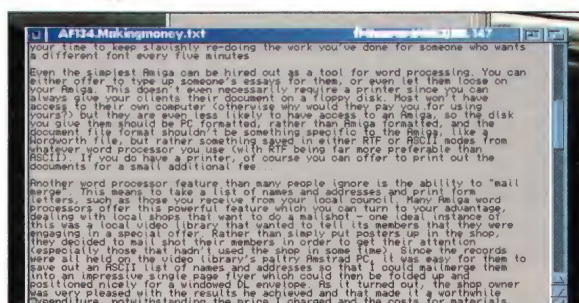 AF134.Makingmoney.txt
147
your time to keep slavishly re-doing the work you've done for someone who wants
a different font every five minutes
Even the simplest Amiga can be hired out as a tool for word processing. You can
either offer to type up someone's essays for them, or even let them loose on
your Amiga. This doesn't even necessarily require a printer since you can
always give your clients their document on a floppy disk. Most won't have
access to their own computer (otherwise why would they pay you for using
yours?) but they are even less likely to have access to an Amiga, so the disk
you give them should be PC formatted, rather than Amiga formatted, and the
document file format shouldn't be something specific to the Amiga, like a
Wordworth file, but rather something saved in either RTF or ASCII modes from
whatever word processor you use (with RTF being far more preferable than
ASCII). If you do have a printer, of course you can offer to print out the
documents for a small additional fee...
Another word processor feature than many people ignore is the ability to "mail
merge". This means to take a list of names and addresses and print form
letters, such as those you receive from your local council. Many Amiga word
processors offer this powerful feature which you can turn to your advantage,
dealing with local shops that want to do a mailshot - one ideal instance of
this was a local video library that wanted to tell its members that they were
engaging in a special offer. Rather than simply put posters up in the shop,
they decided to mail shot their members in order to get their attention
(especially those that hadn't used the shop in some time). Since the records
were all held on the video library's paltry Amstrad PC, it was easy for them to
save out an ASCII list of names and addresses so that I could mailmerge them
into an impressive single page flyer which could then be folded up and
positioned nicely for a windowed DL envelope. As it turned out, the shop owner
was very pleased with the results he achieved and that made it a worthwhile
expenditure, notwithstanding the price I charged and the cost for postage